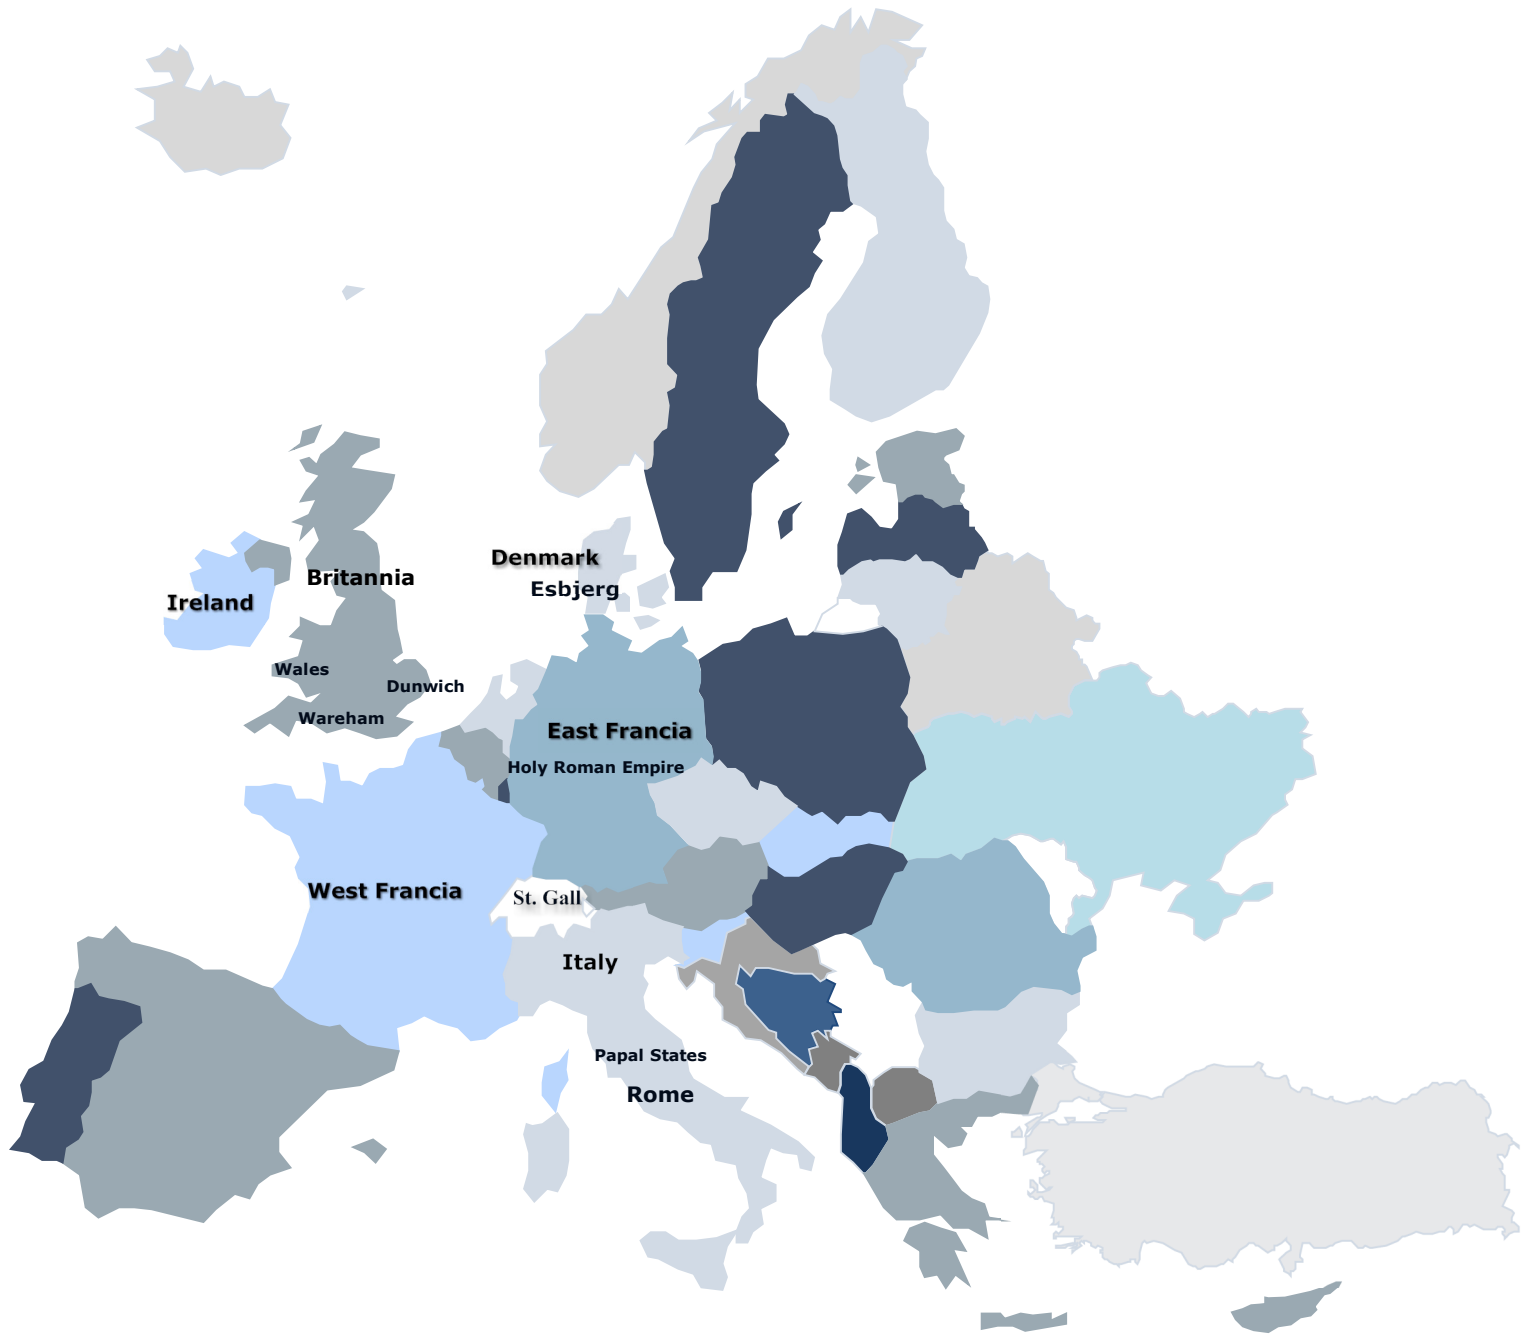 Denmark
Britannia
Esbjerg
Ireland
Wales
Dunwich
Wareham
East Francia
Holy Roman Empire
West Francia
St. Gall
Italy
Papal States
Rome